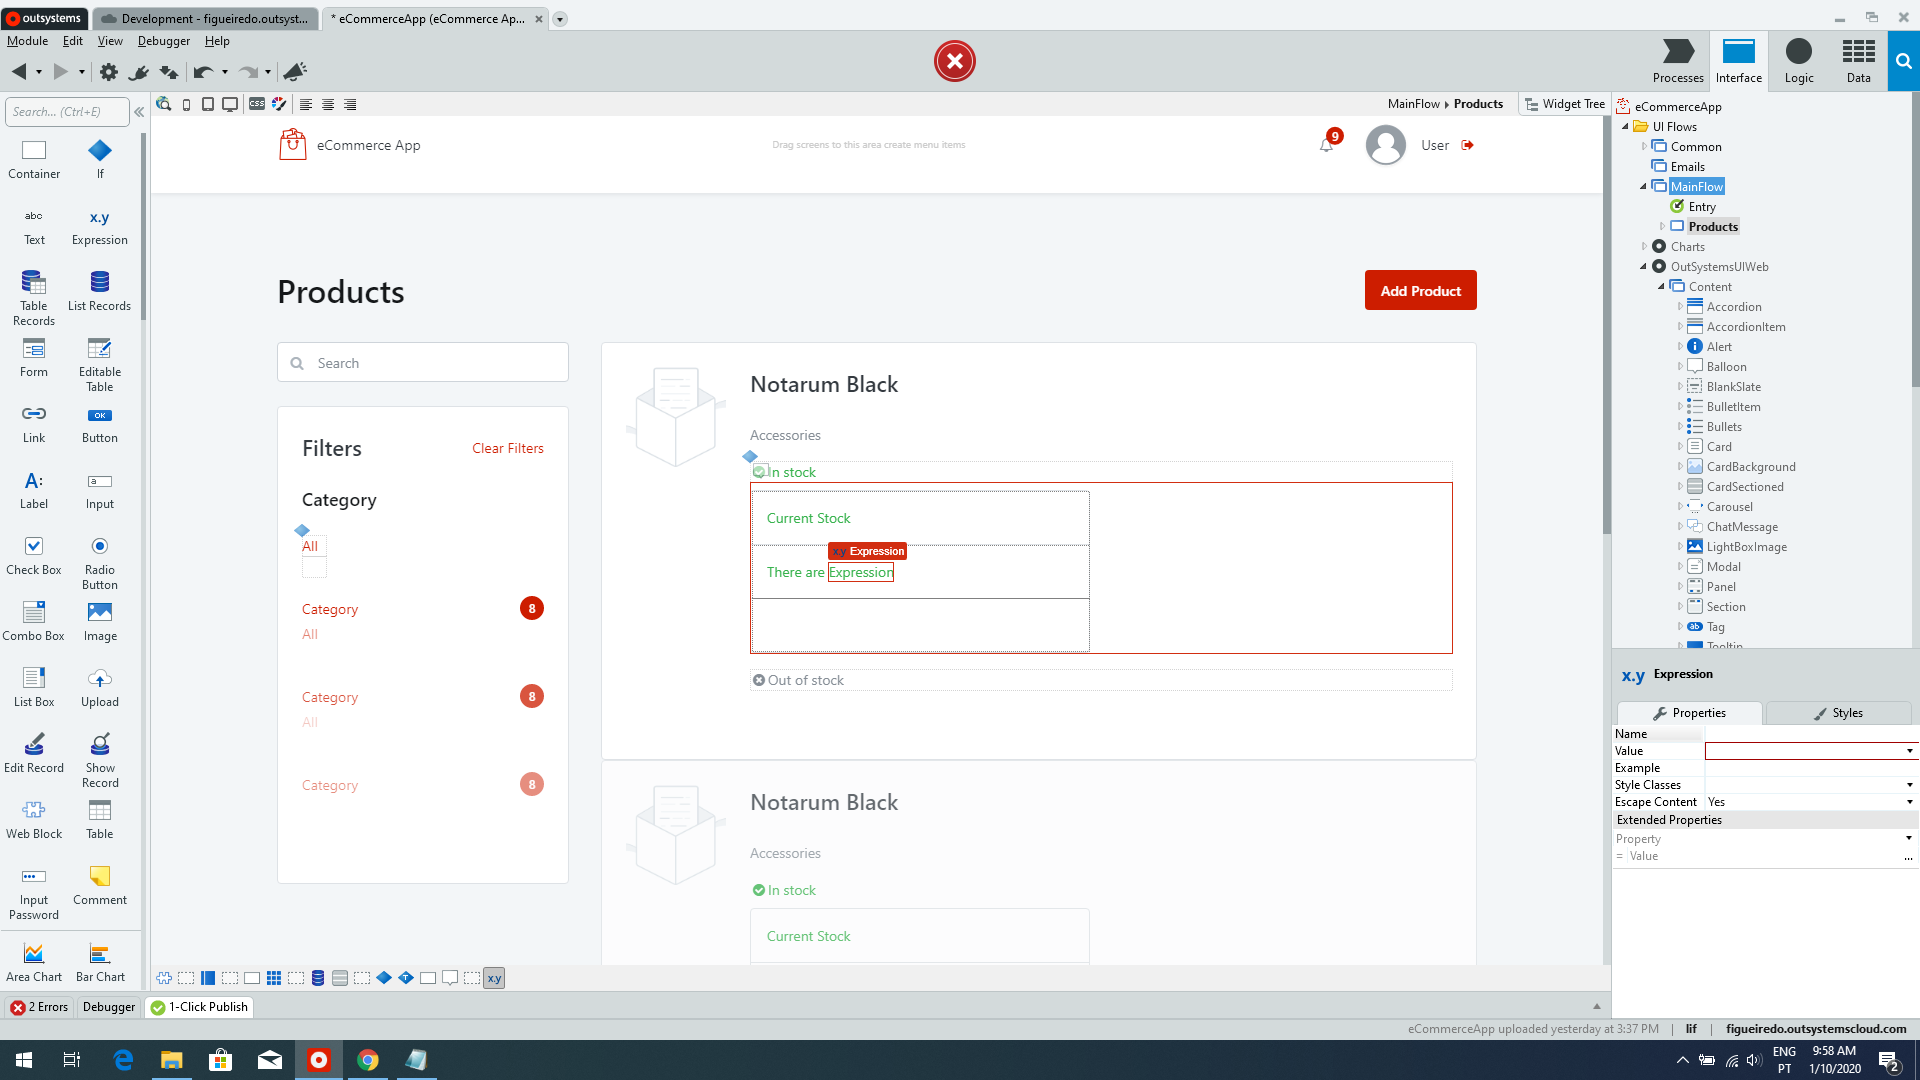 outsystems
Development - figueiredo.outsyst...
* eCommerceApp (eCommerce Ap...
Module Edit View Debugger Help
Processes
Interface
Logic
Data
Search... (Ctrl+E)
css
MainFlow Products
Widget Tree
Container
If
abc
Text
x.y
Expression
Table Records
List Records
Form
Editable Table
Link
OK
Button
A:
Label
a
Input
Check Box
Radio Button
Combo Box
Image
List Box
Upload
Edit Record
Show Record
Web Block
Table
Input Password
Comment
Area Chart
Bar Chart
eCommerce App
Drag screens to this area create menu items
9
User
Products
Add Product
Search
Filters
Clear Filters
Category
All
Category 8
All
Category 8
All
Category 8
Notarum Black
Accessories
In stock
Current Stock
x.y Expression
There are Expression
Out of stock
Notarum Black
Accessories
In stock
Current Stock
x.y
eCommerceApp
UI Flows
Common
Emails
MainFlow
Entry
Products
Charts
OutSystemsUIWeb
Content
Accordion
AccordionItem
Alert
Balloon
BlankSlate
BulletItem
Bullets
Card
CardBackground
CardSectioned
Carousel
ChatMessage
LightBoxImage
Modal
Panel
Section
ab Tag
Tooltip
x.y Expression
Properties
Styles
Name
Value
Example
Style Classes
Escape Content Yes
Extended Properties
Property
= Value ...
2 Errors
Debugger
1-Click Publish
eCommerceApp uploaded yesterday at 3:37 PM | lif | figueiredo.outsystemscloud.com
ENG
PT
9:58 AM
1/10/2020
2